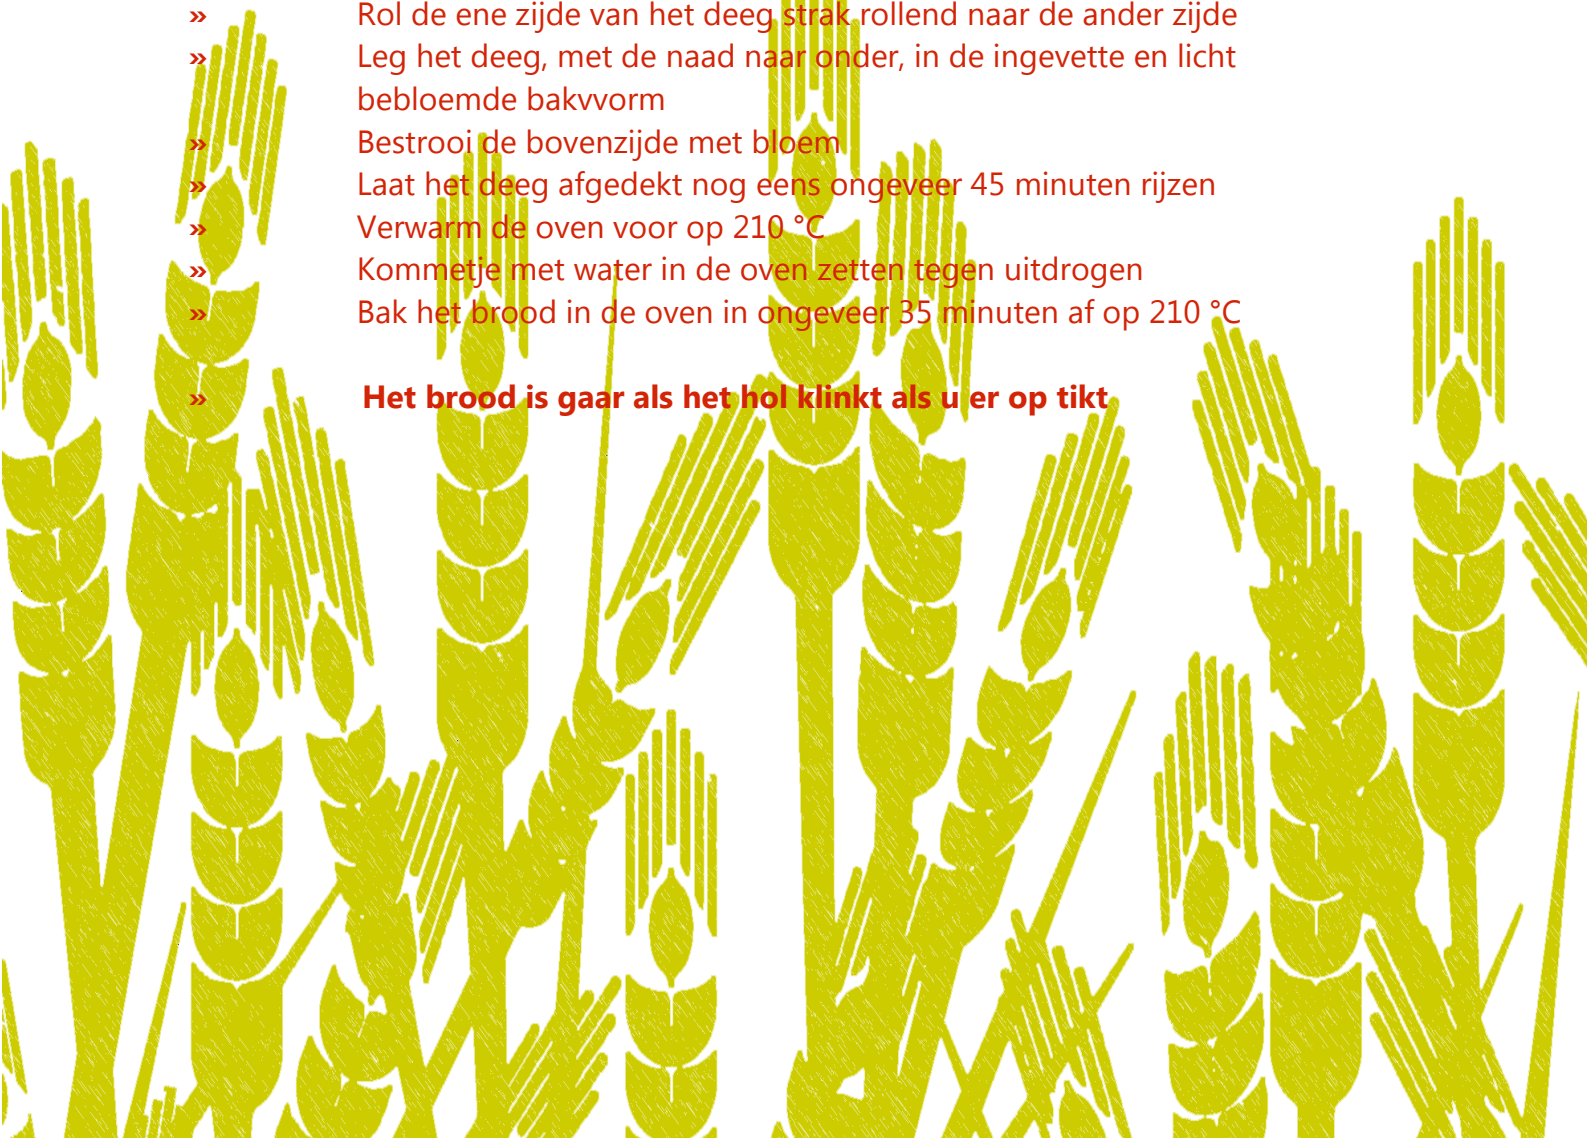 » Rol de ene zijde van het deeg strak rollend naar de ander zijde
» Leg het deeg, met de naad naar onder, in de ingevette en licht
bebloemde bakvvorm
» Bestrooi de bovenzijde met bloem
» Laat het deeg afgedekt nog eens ongeveer 45 minuten rijzen
» Verwarm de oven voor op 210 °C
» Kommetje met water in de oven zetten tegen uitdrogen
» Bak het brood in de oven in ongeveer 35 minuten af op 210 °C
» Het brood is gaar als het hol klinkt als u er op tikt